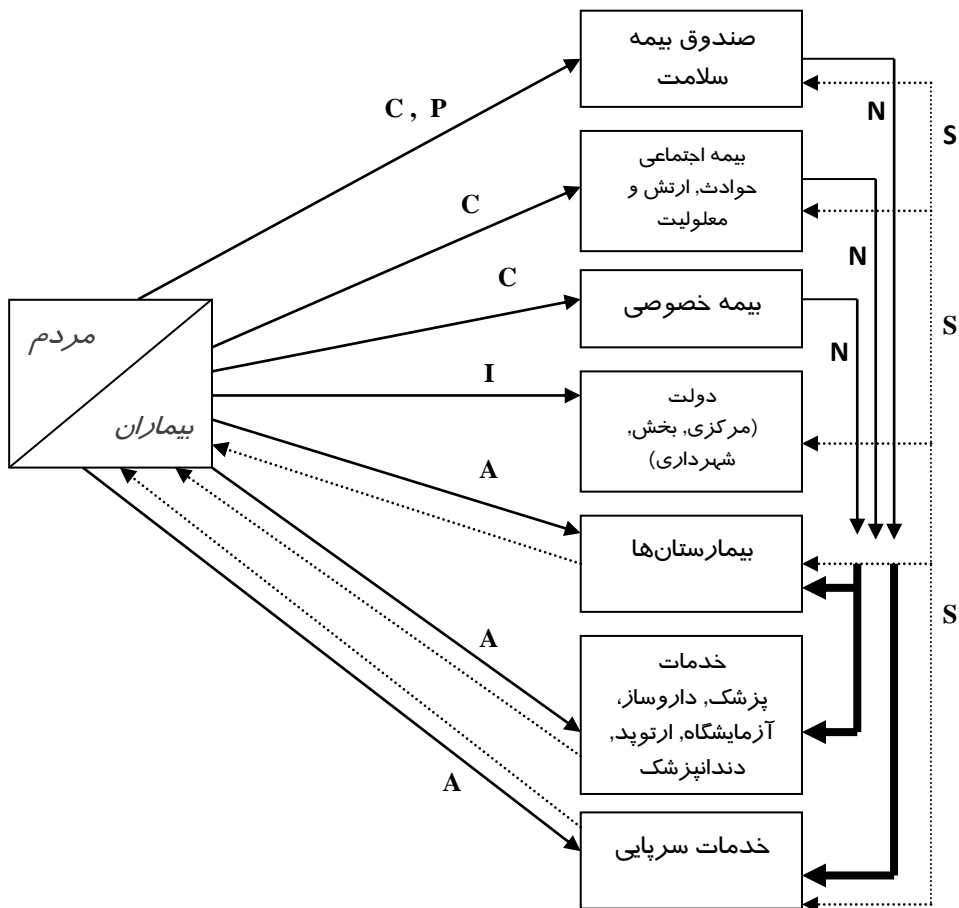 صندوق بیمه
سلامت
C , P
N
S
بیمه اجتماعی
حوادث, ارتش و
معلولیت
C
N
C
بیمه خصوصی
S
مردم
N
I
دولت
(مرکزی, بخش,
شهرداری)
بیماران
A
بیمارستان‌ها
S
A
خدمات
پزشک, داروساز،
آزمایشگاه, ارتوپد,
دندانپزشک
A
خدمات سرپایی